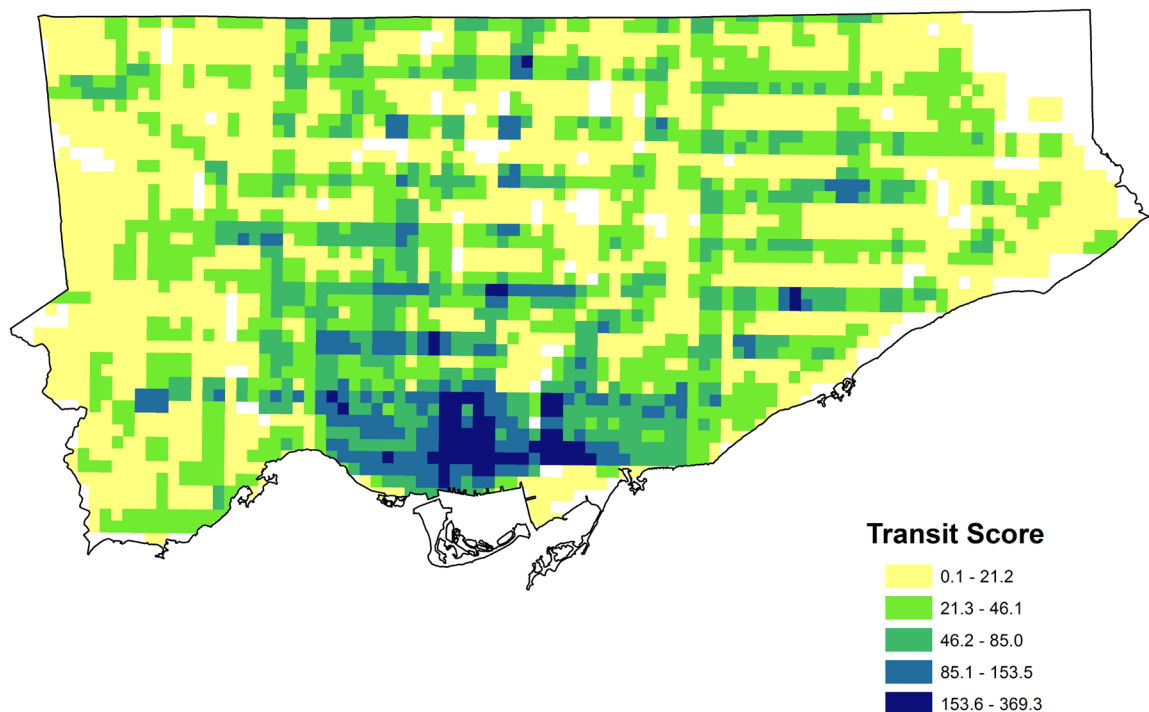 Transit Score
0.1 - 21.2
21.3 - 46.1
46.2 - 85.0
85.1 - 153.5
153.6 - 369.3